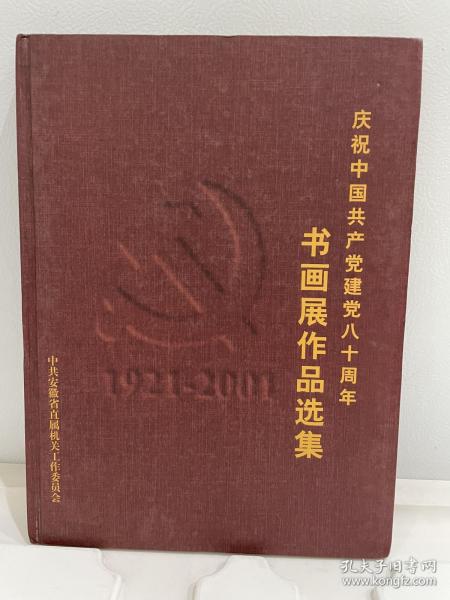 庆祝中国共产党建党八十周年
书画展作品选集
1921-2001
中共安徽省直属机关工作委员会
孔夫子旧书网
www.kongfz.com